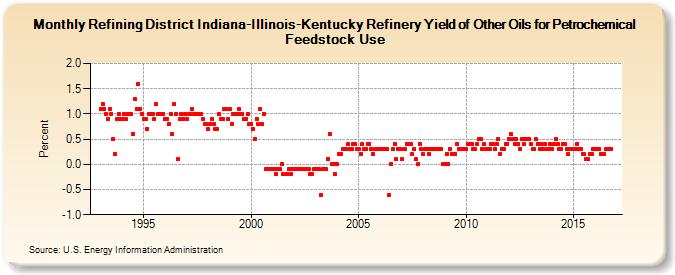 Monthly Refining District Indiana-Illinois-Kentucky Refinery Yield of Other Oils for Petrochemical
Feedstock Use
Percent
2.0
1.5
1.0
0.5
0.0
-0.5
-1.0
1995 2000 2005 2010 2015
Source: U.S. Energy Information Administration